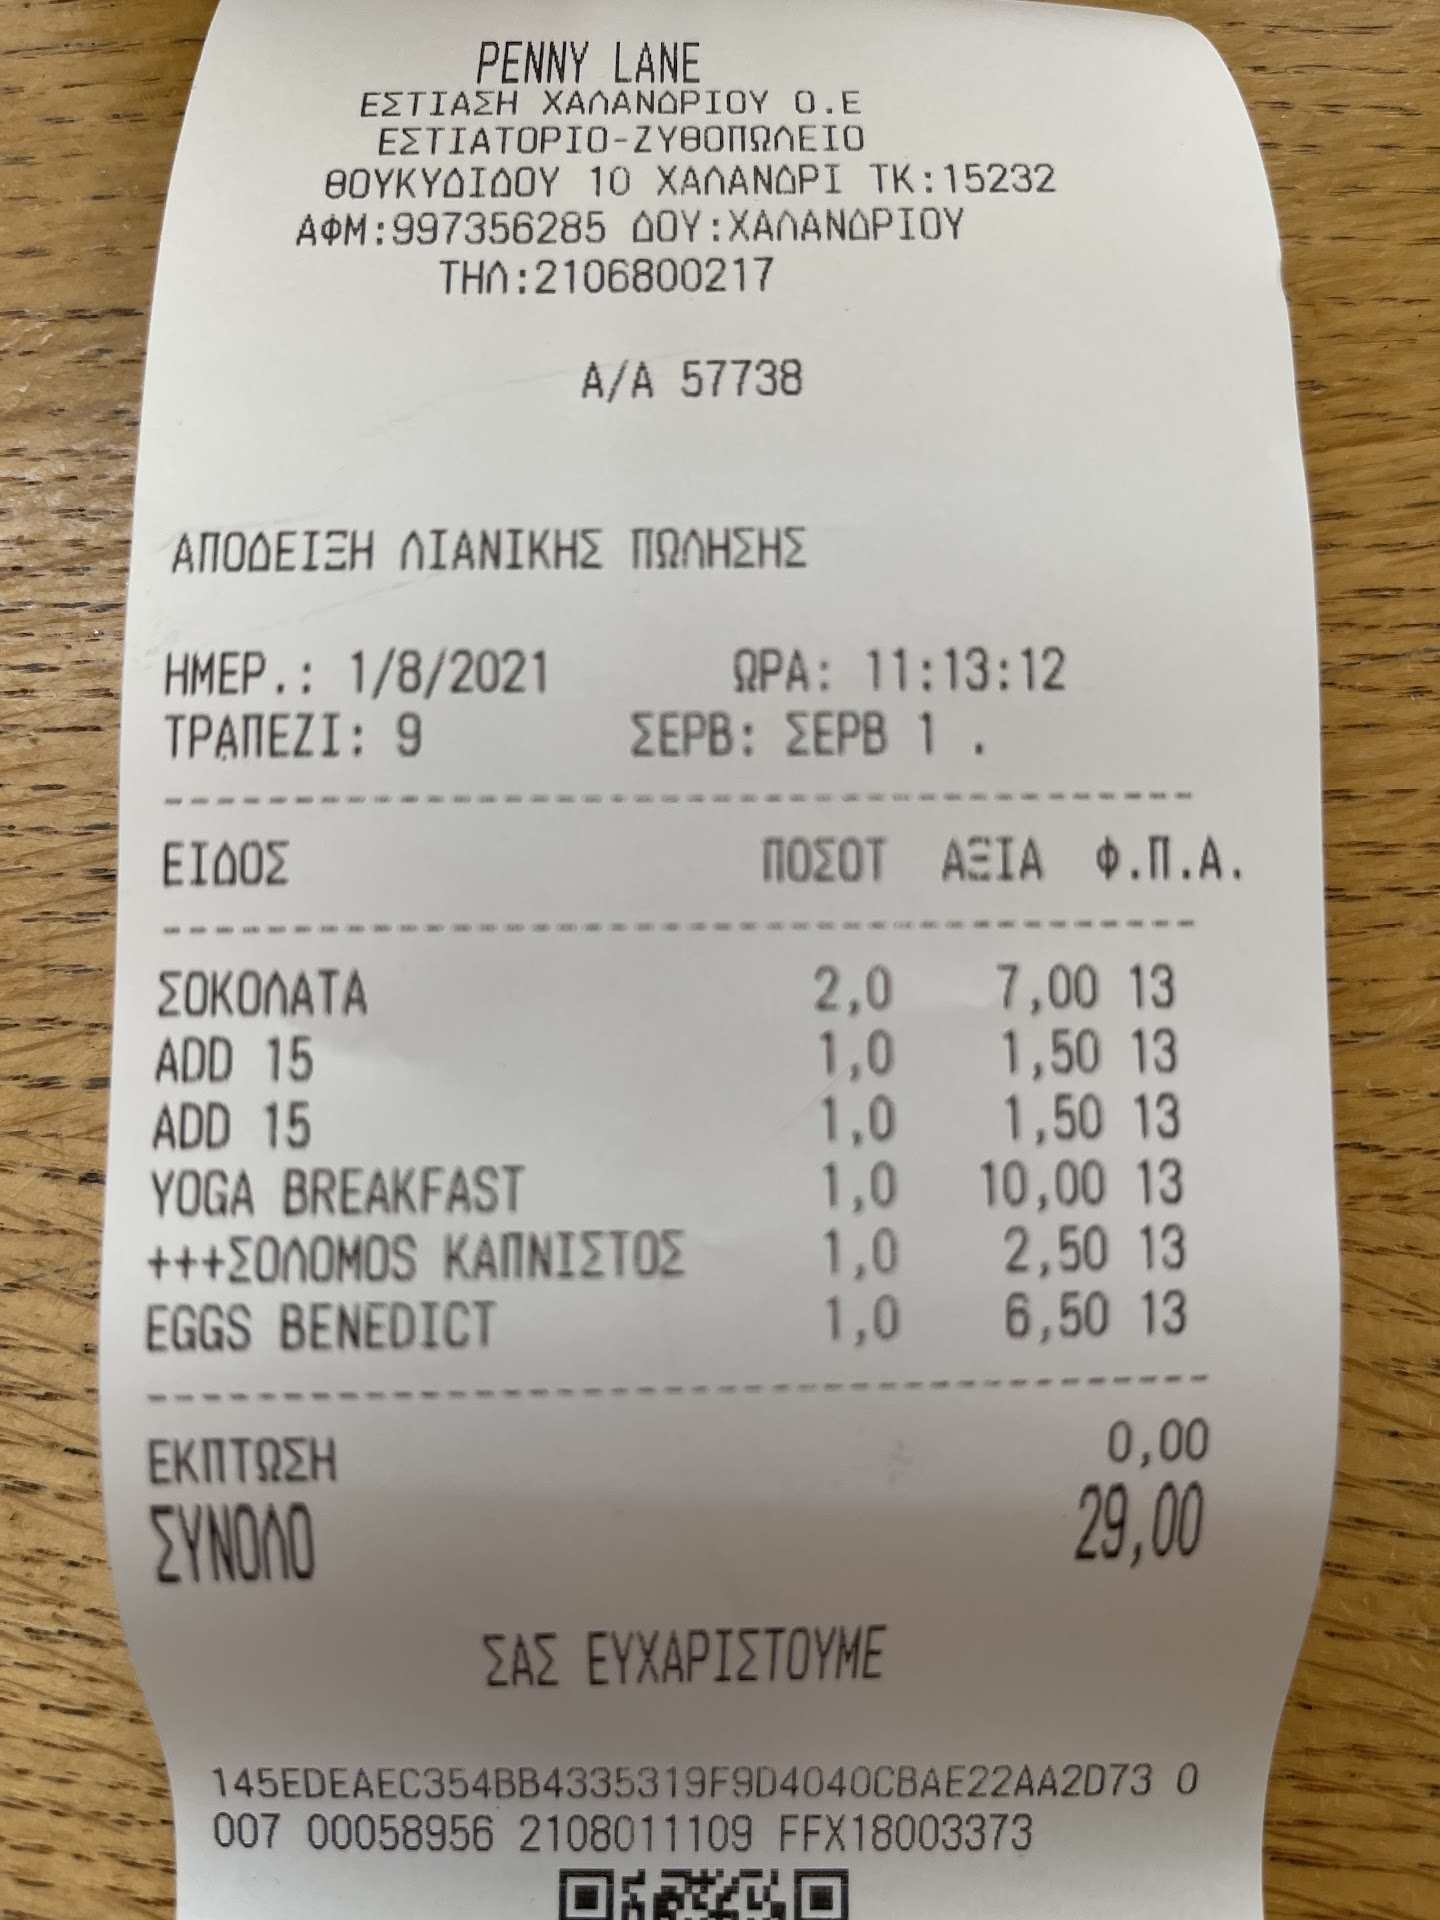 PENNY LANE
ΕΣΤΙΑΣΗ ΧΑΛΑΝΔΡΙΟΥ Ο.Ε
ΕΣΤΙΑΤΟΡΙΟ-ΖΥΘΟΠΩΛΕΙΟ
ΘΟΥΚΥΔΙΔΟΥ 10 ΧΑΛΑΝΔΡΙ ΤΚ:15232
ΑΦΜ:997356285 ΔΟΥ:ΧΑΛΑΝΔΡΙΟΥ
ΤΗΛ:2106800217
Α/Α 57738
ΑΠΟΔΕΙΞΗ ΛΙΑΝΙΚΗΣ ΠΩΛΗΣΗΣ
ΗΜΕΡ.: 1/8/2021 ΩΡΑ: 11:13:12
ΤΡΑΠΕΖΙ: 9 ΣΕΡΒ: ΣΕΡΒ 1 .
ΕΙΔΟΣ ΠΟΣΟΤ ΑΞΙΑ Φ.Π.Α.
ΣΟΚΟΛΑΤΑ 2,0 7,00 13
ADD 15 1,0 1,50 13
ADD 15 1,0 1,50 13
YOGA BREAKFAST 1,0 10,00 13
+++ΣΟΛΟΜΟS ΚΑΠΝΙΣΤΟΣ 1,0 2,50 13
EGGS BENEDICT 1,0 6,50 13
ΕΚΠΤΩΣΗ 0,00
ΣΥΝΟΛΟ 29,00
ΣΑΣ ΕΥΧΑΡΙΣΤΟΥΜΕ
145EDEAEC354BB4335319F9D4040CBAE22AA2D73 0
007 00058956 2108011109 FFX18003373